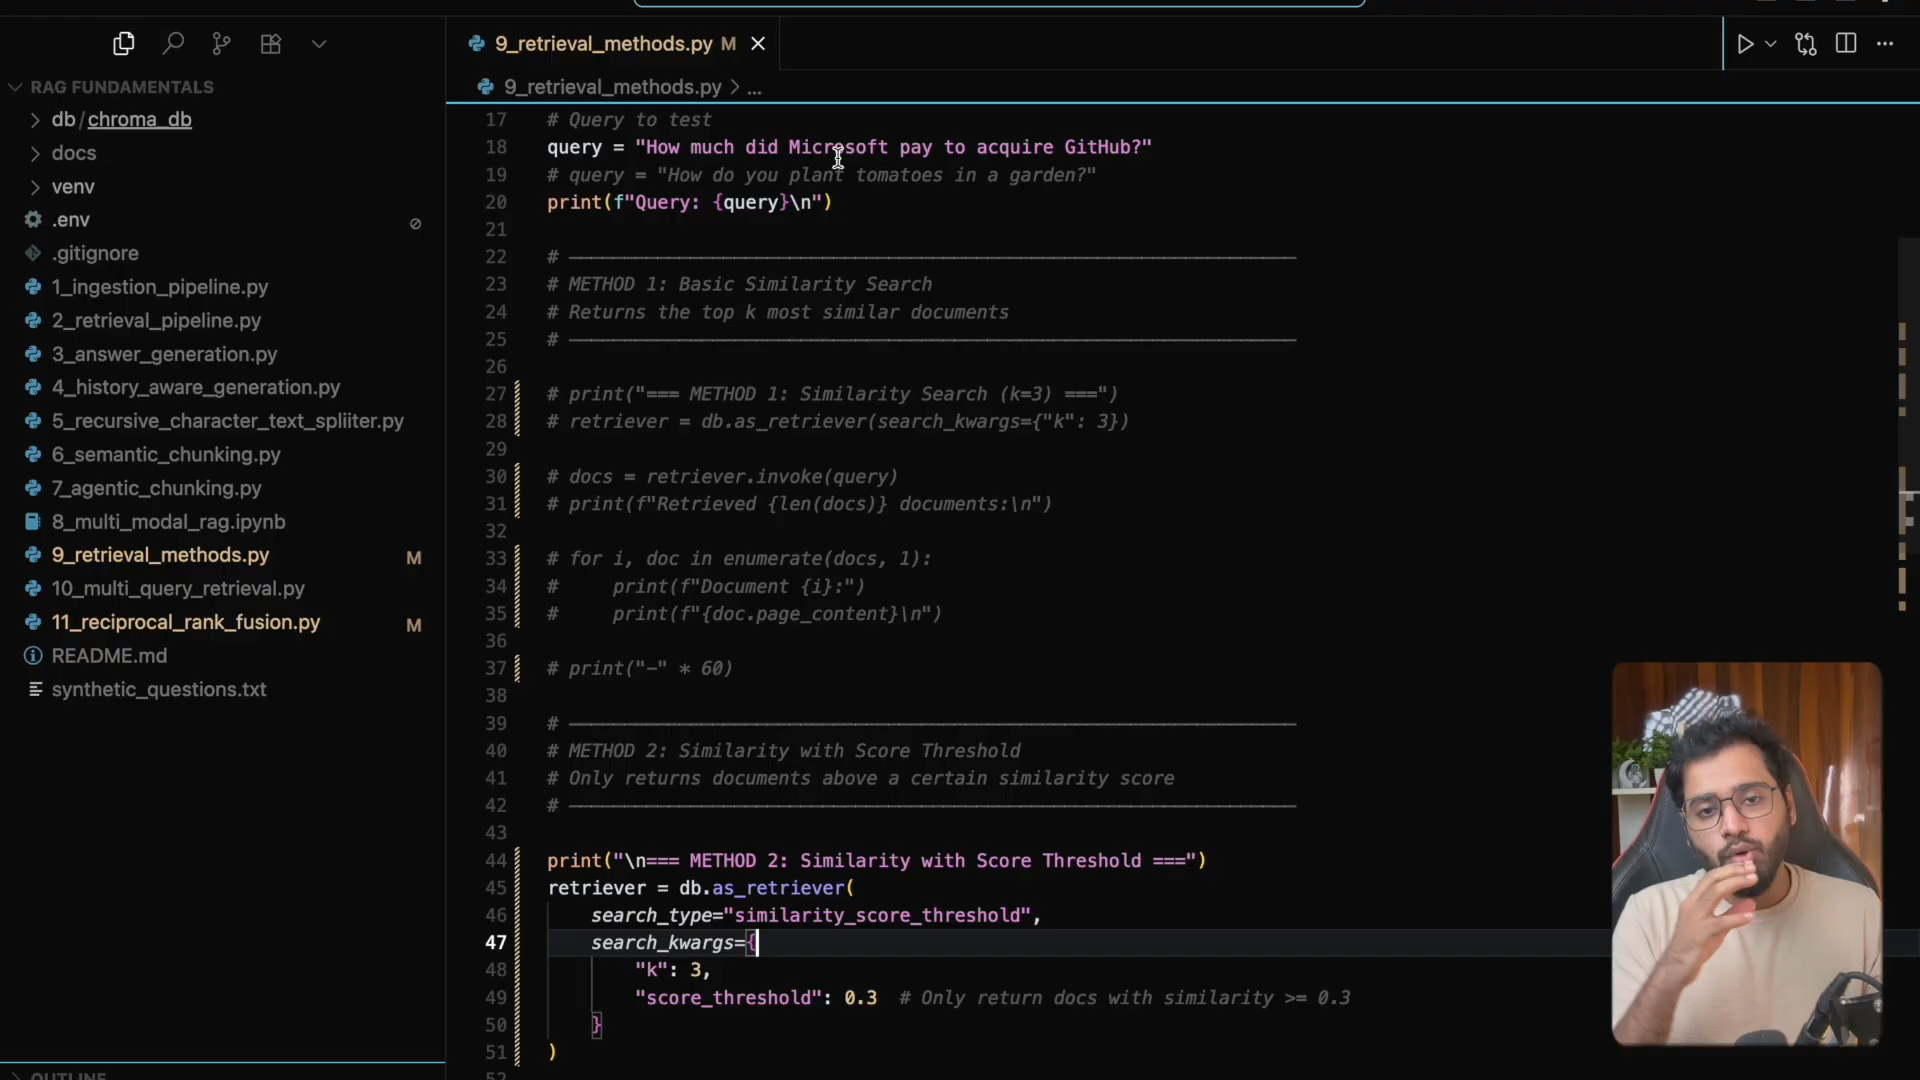 RAG FUNDAMENTALS
db/chroma_db
docs
venv
.env
.gitignore
1_ingestion_pipeline.py
2_retrieval_pipeline.py
3_answer_generation.py
4_history_aware_generation.py
5_recursive_character_text_spliiter.py
6_semantic_chunking.py
7_agentic_chunking.py
8_multi_modal_rag.ipynb
9_retrieval_methods.py M
10_multi_query_retrieval.py
11_reciprocal_rank_fusion.py M
README.md
synthetic_questions.txt
OUTLINE
9_retrieval_methods.py M
9_retrieval_methods.py > ...
17 # Query to test
18 query = "How much did Microsoft pay to acquire GitHub?"
19 # query = "How do you plant tomatoes in a garden?"
20 print(f"Query: {query}\n")
21
22 # ──────────────────────────────────────────────────────────────────
23 # METHOD 1: Basic Similarity Search
24 # Returns the top k most similar documents
25 # ──────────────────────────────────────────────────────────────────
26
27 # print("=== METHOD 1: Similarity Search (k=3) ===")
28 # retriever = db.as_retriever(search_kwargs={"k": 3})
29
30 # docs = retriever.invoke(query)
31 # print(f"Retrieved {len(docs)} documents:\n")
32
33 # for i, doc in enumerate(docs, 1):
34 #     print(f"Document {i}:")
35 #     print(f"{doc.page_content}\n")
36
37 # print("-" * 60)
38
39 # ──────────────────────────────────────────────────────────────────
40 # METHOD 2: Similarity with Score Threshold
41 # Only returns documents above a certain similarity score
42 # ──────────────────────────────────────────────────────────────────
43
44 print("\n=== METHOD 2: Similarity with Score Threshold ===")
45 retriever = db.as_retriever(
46     search_type="similarity_score_threshold",
47     search_kwargs={
48         "k": 3,
49         "score_threshold": 0.3  # Only return docs with similarity >= 0.3
50     }
51 )
52